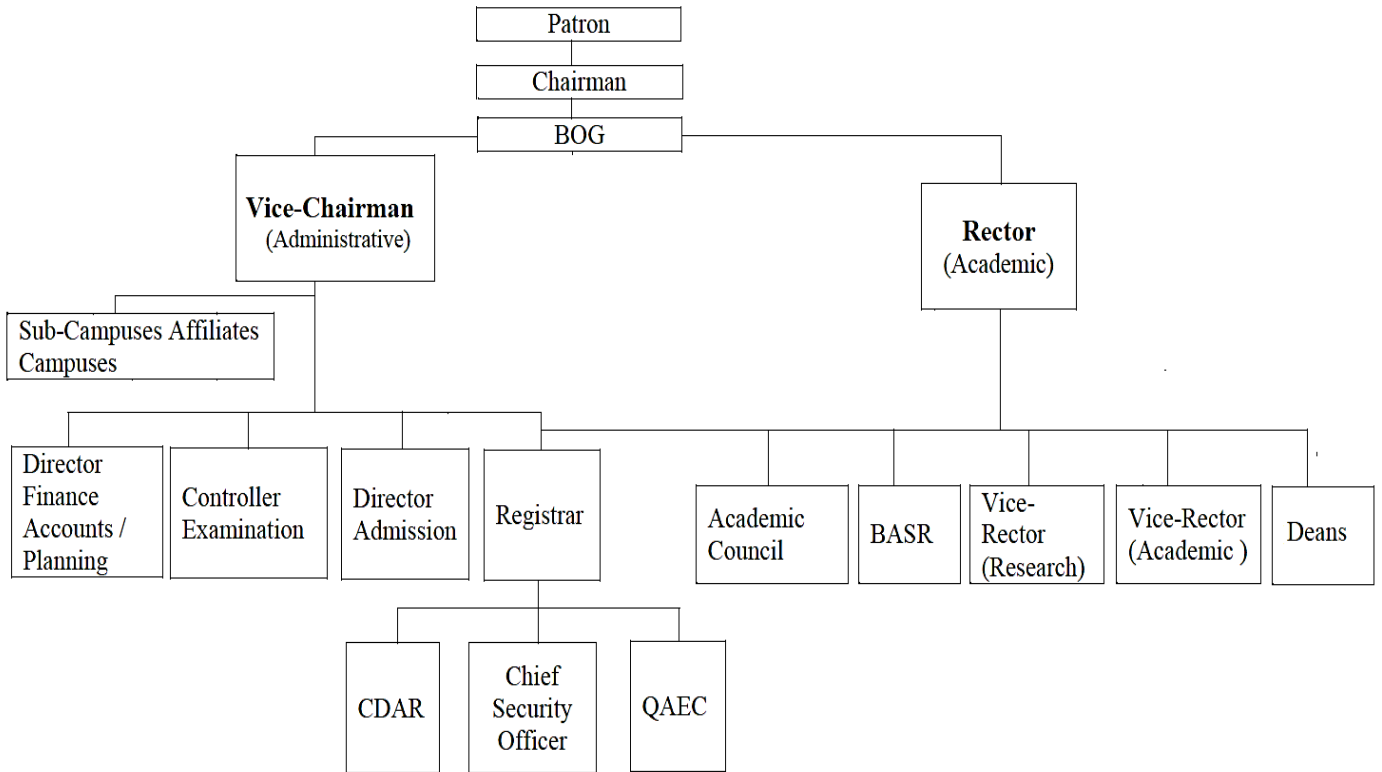 Patron
Chairman
BOG
Vice-Chairman
(Administrative)
Rector
(Academic)
Sub-Campuses Affiliates
Campuses
Director
Finance
Accounts /
Planning
Controller
Examination
Director
Admission
Registrar
Academic
Council
BASR
Vice-
Rector
(Research)
Vice-Rector
(Academic )
Deans
CDAR
Chief
Security
Officer
QAEC